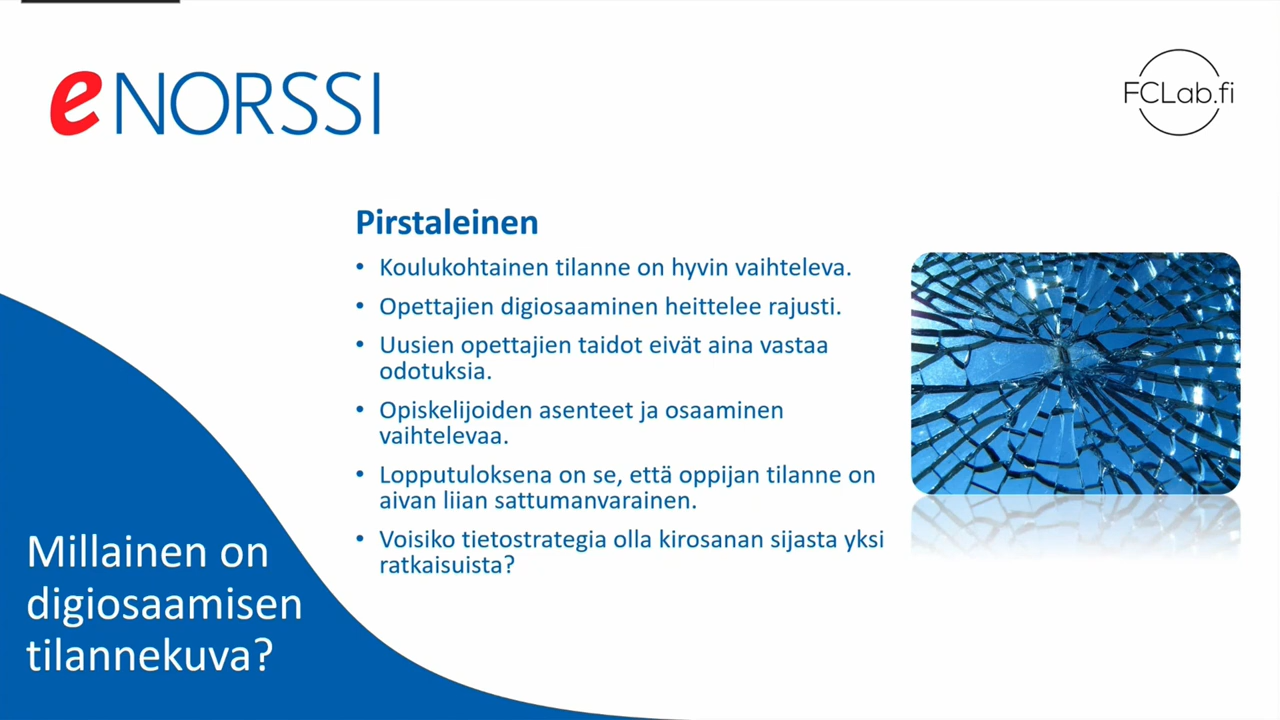 eNORSSI
FCLab.fi
Pirstaleinen
• Koulukohtainen tilanne on hyvin vaihteleva.
• Opettajien digiosaaminen heittelee rajusti.
• Uusien opettajien taidot eivät aina vastaa
odotuksia.
• Opiskelijoiden asenteet ja osaaminen
vaihtelevaa.
• Lopputuloksena on se, että oppijan tilanne on
aivan liian sattumanvarainen.
• Voisiko tietostrategia olla kirosanan sijasta yksi
ratkaisuista?
Millainen on
digiosaamisen
tilannekuva?